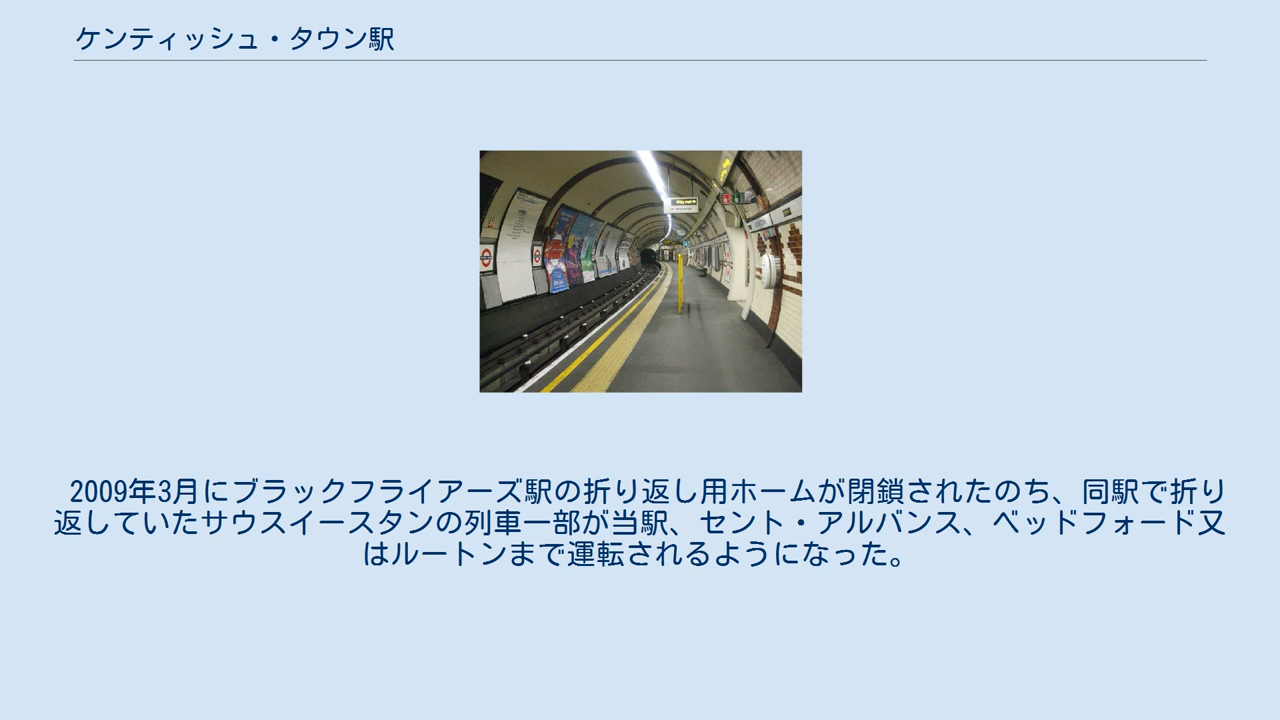 ケンティッシュ・タウン駅
2009年3月にブラックフライアーズ駅の折り返し用ホームが閉鎖されたのち、同駅で折り
返していたサウスイースタンの列車一部が当駅、セント・アルバンス、ベッドフォード又
はルートンまで運転されるようになった。